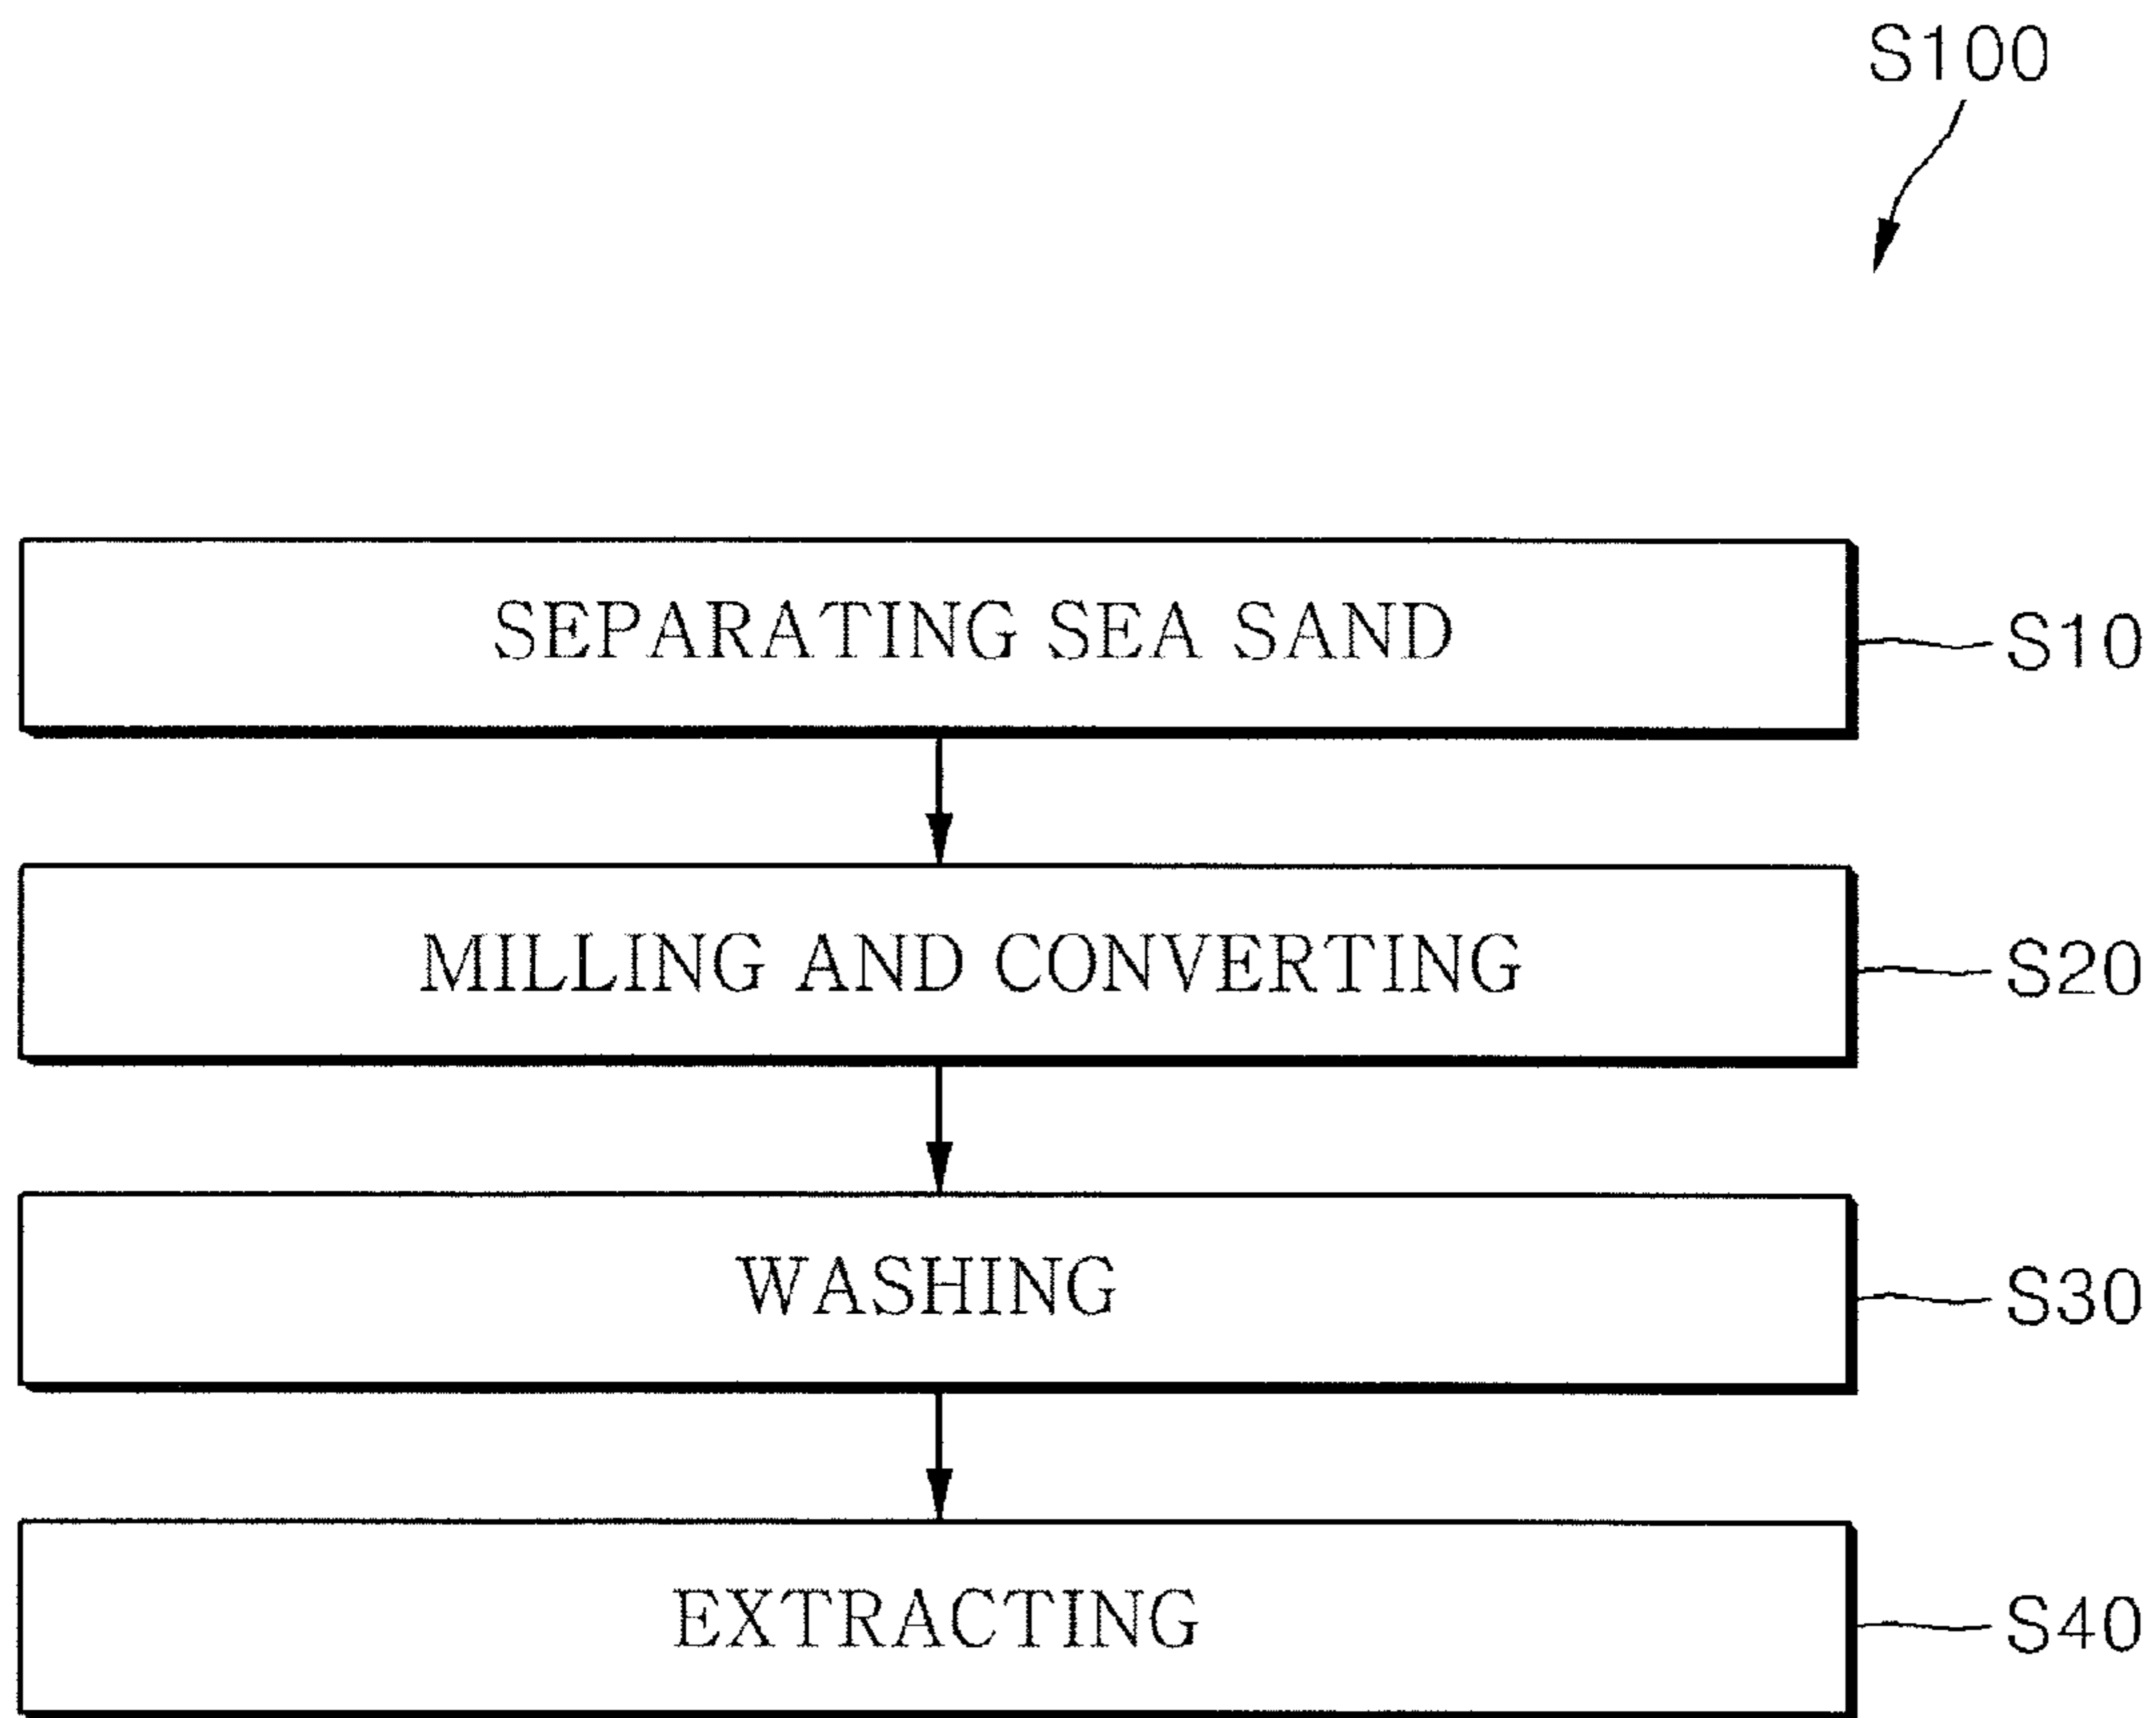 S100
SEPARATING SEA SAND
S10
MILLING AND CONVERTING
S20
WASHING
S30
EXTRACTING
S40